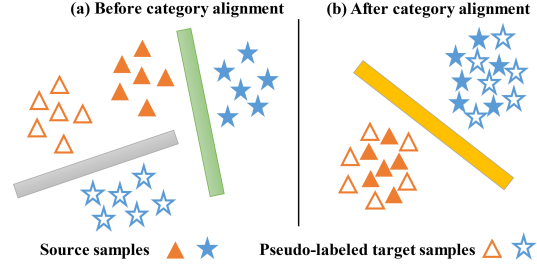 (a) Before category alignment
(b) After category alignment
Source samples
Pseudo-labeled target samples